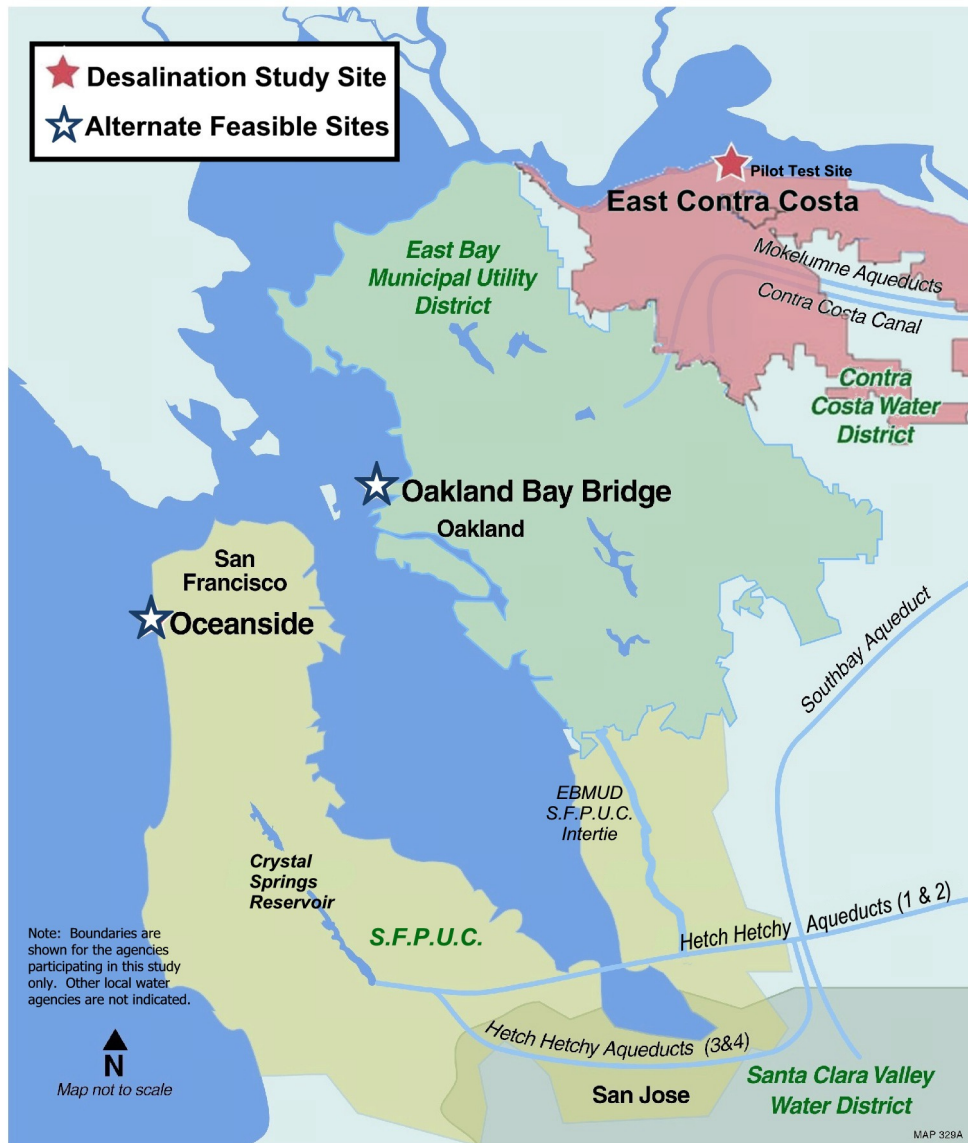 Desalination Study Site
Alternate Feasible Sites
Pilot Test Site
East Contra Costa
East Bay
Municipal Utility
District
Mokelumne Aqueducts
Contra Costa Canal
Contra
Costa Water
District
Oakland Bay Bridge
Oakland
San
Francisco
Oceanside
Southbay Aqueduct
EBMUD
S.F.P.U.C.
Intertie
Crystal
Springs
Reservoir
S.F.P.U.C.
Hetch Hetchy Aqueducts (1 & 2)
Note: Boundaries are
shown for the agencies
participating in this study
only. Other local water
agencies are not indicated.
N
Map not to scale
Hetch Hetchy Aqueducts (3&4)
San Jose
Santa Clara Valley
Water District
MAP 329A